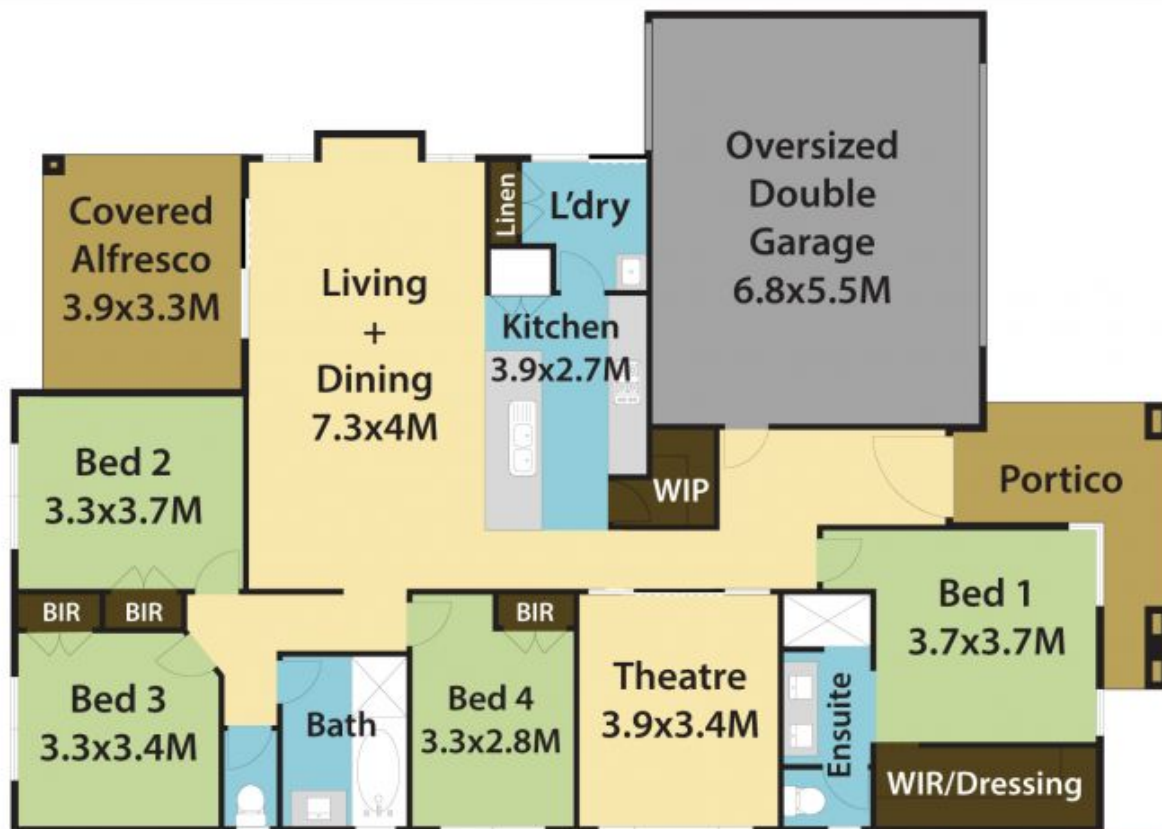 Oversized
Double
Garage
6.8x5.5M
Covered
Alfresco
3.9x3.3M
Living
+
Dining
7.3x4M
Linen
L'dry
Kitchen
3.9x2.7M
WIP
Portico
Bed 2
3.3x3.7M
BIR
BIR
Bed 3
3.3x3.4M
Bath
BIR
Bed 4
3.3x2.8M
Theatre
3.9x3.4M
Ensuite
Bed 1
3.7x3.7M
WIR/Dressing